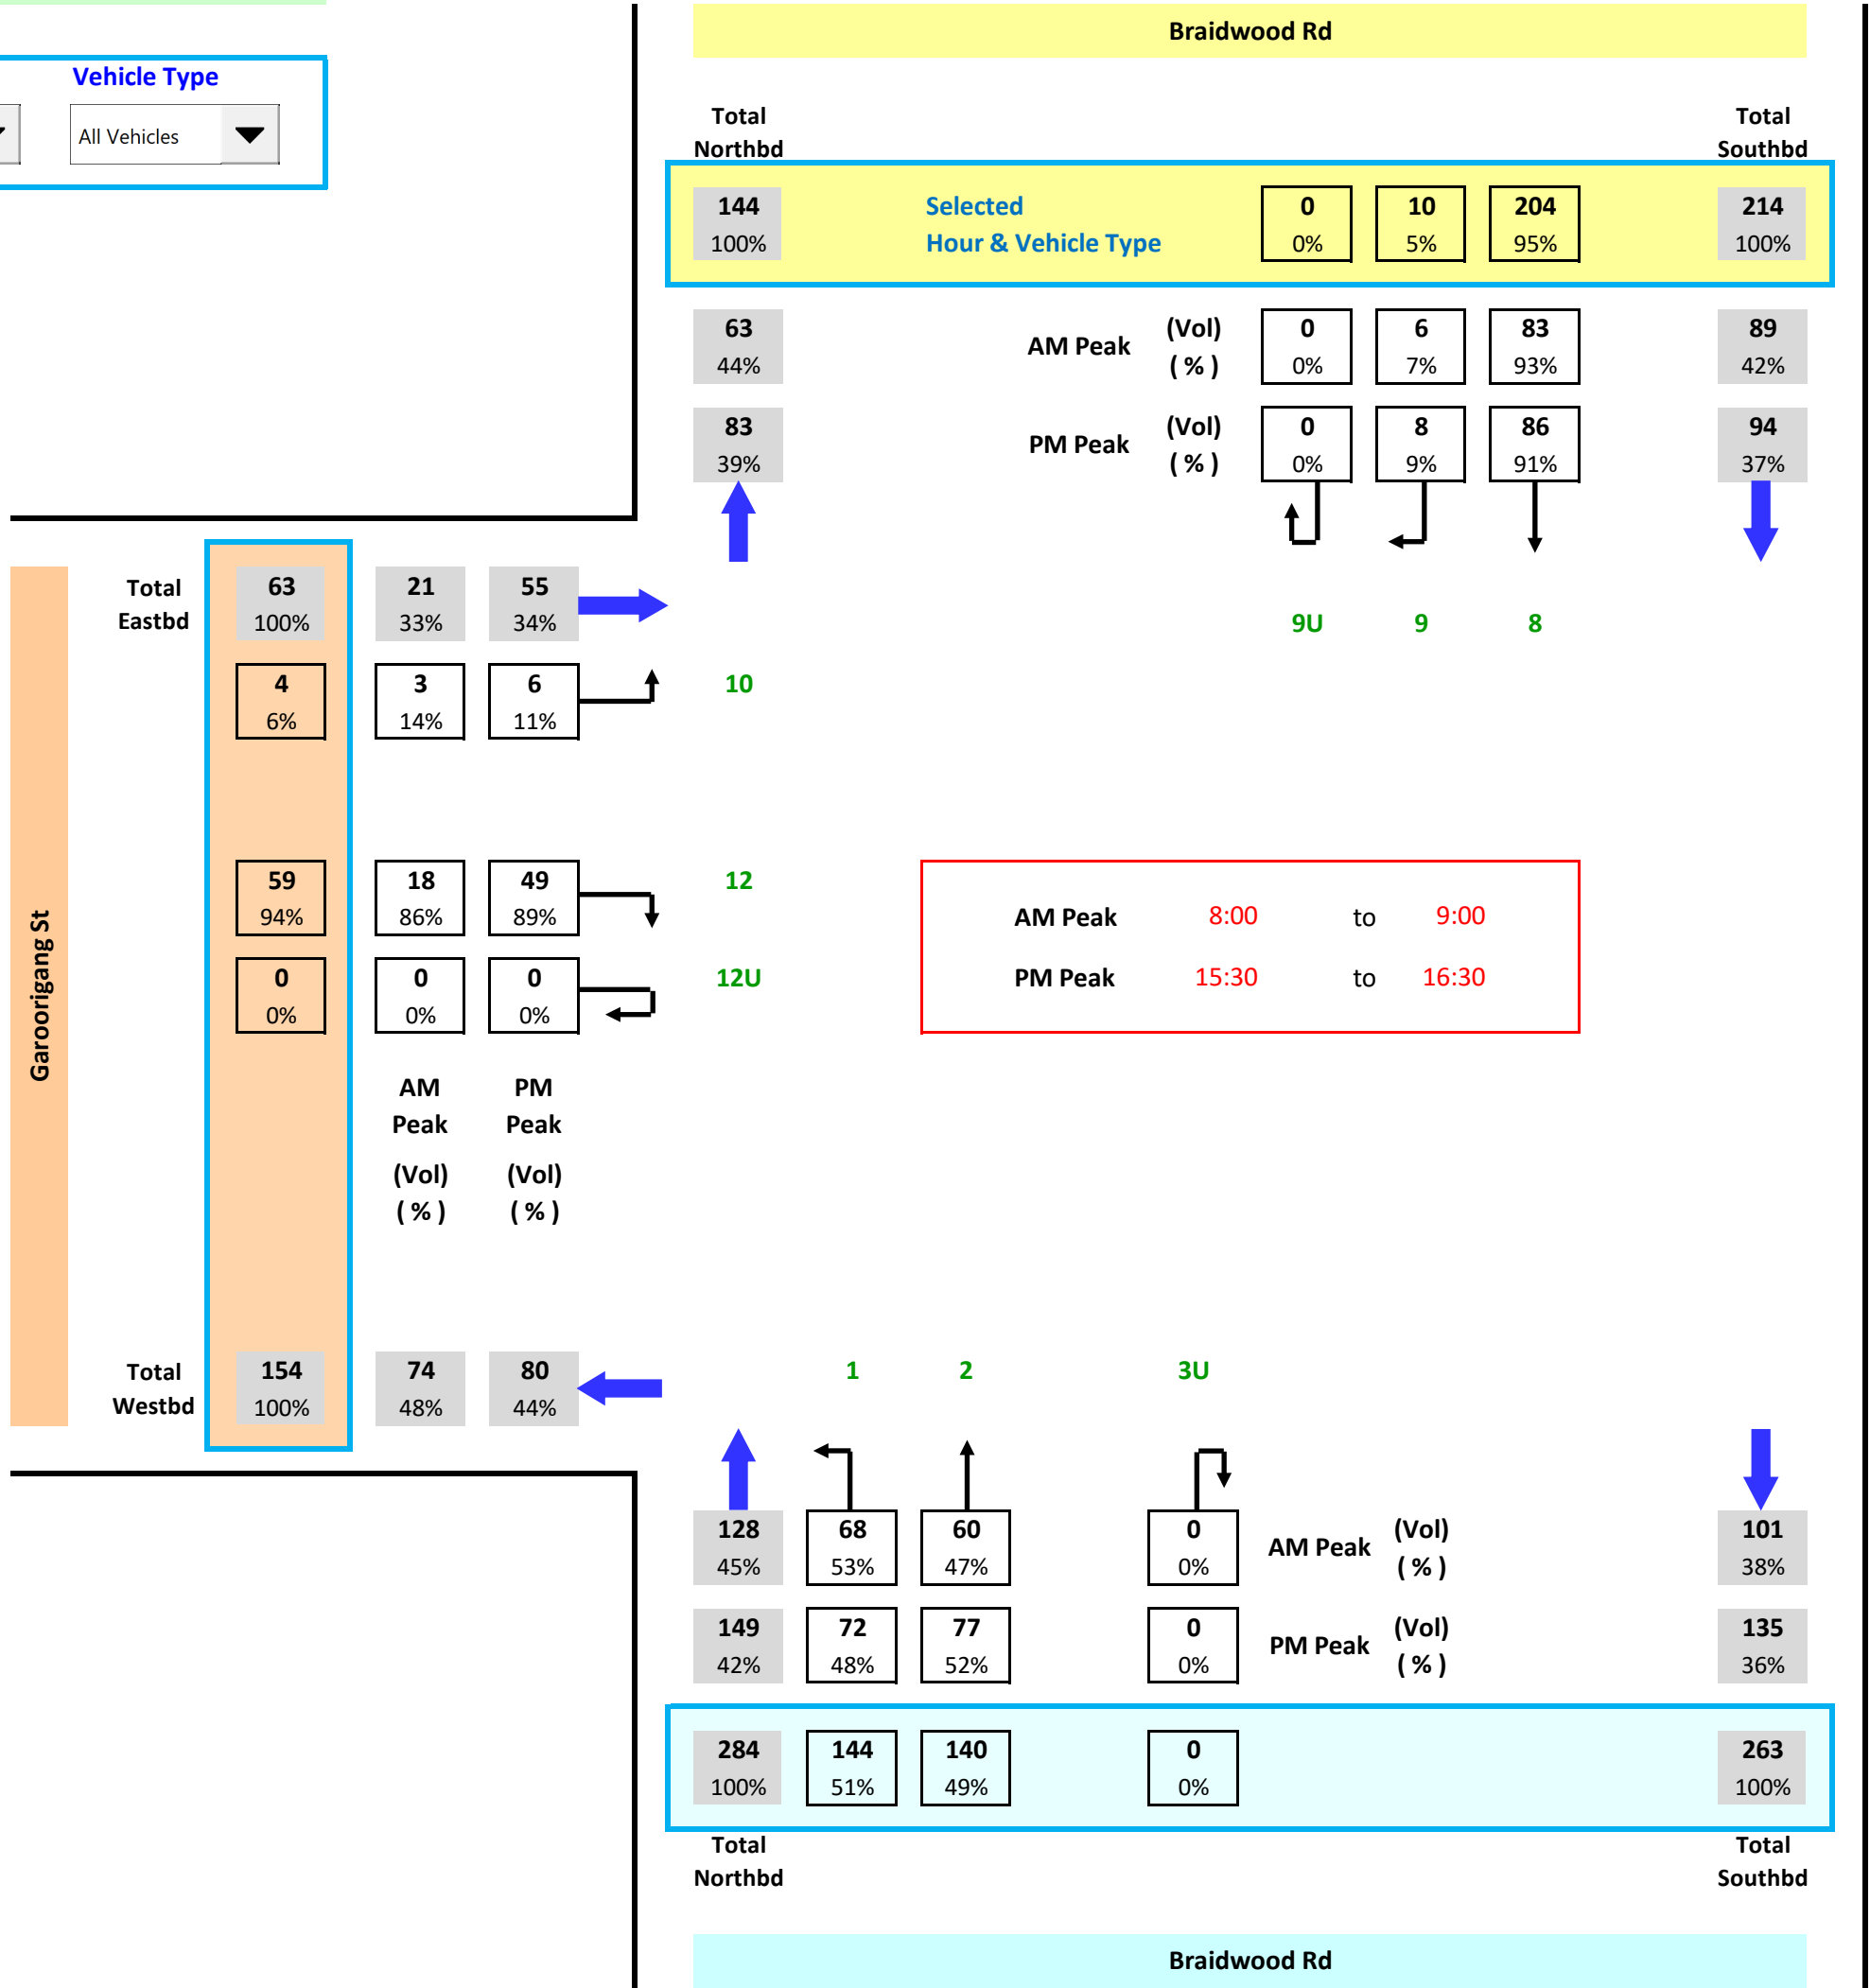 Braidwood Rd
Vehicle Type
All Vehicles
Total Northbd
Total Southbd
144 Selected 0 10 204 214
100% Hour & Vehicle Type 0% 5% 95% 100%
63 AM Peak (Vol) 0 6 83 89
44% ( % ) 0% 7% 93% 42%
83 PM Peak (Vol) 0 8 86 94
39% ( % ) 0% 9% 91% 37%
Total Eastbd
63 21 55
100% 33% 34%
9U 9 8
4 3 6 10
6% 14% 11%
59 18 49 12
94% 86% 89%
AM Peak 8:00 to 9:00
0 0 0 12U
0% 0% 0%
PM Peak 15:30 to 16:30
Garoorigang St
AM PM
Peak Peak
(Vol) (Vol)
( % ) ( % )
Total Westbd
154 74 80 1 2 3U
100% 48% 44%
128 68 60 0 AM Peak (Vol) 101
45% 53% 47% 0% ( % ) 38%
149 72 77 0 PM Peak (Vol) 135
42% 48% 52% 0% ( % ) 36%
284 144 140 0 263
100% 51% 49% 0% 100%
Total Northbd
Total Southbd
Braidwood Rd